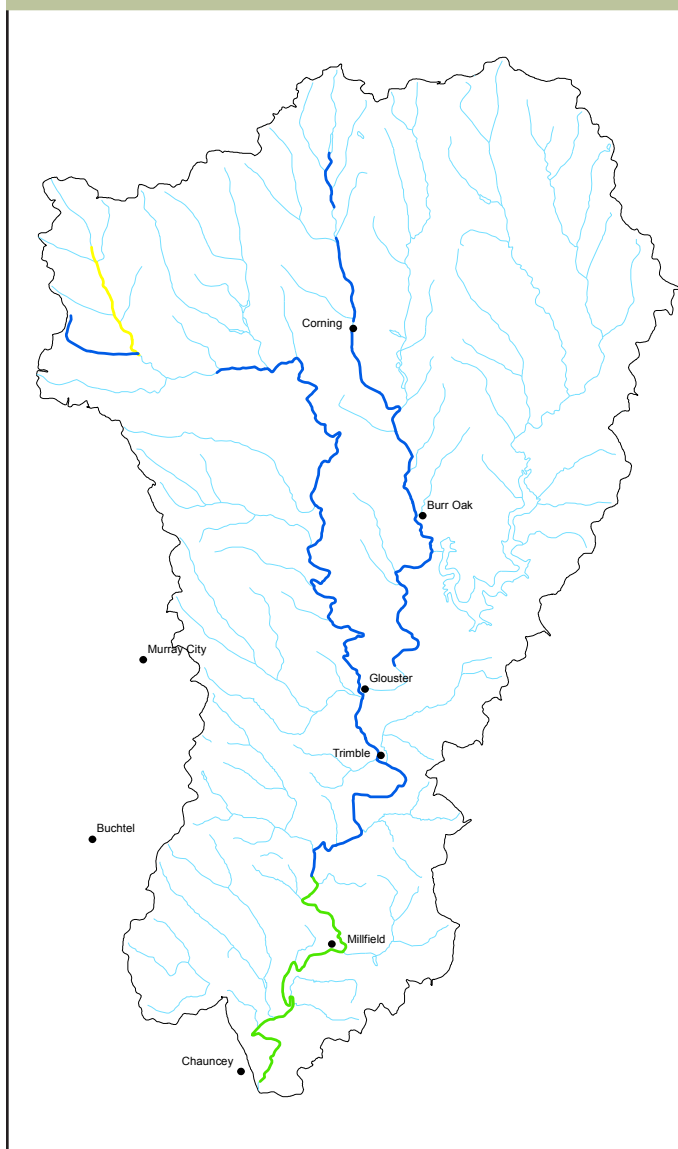 Corning
Burr Oak
Murray City
Glouster
Trimble
Buchtel
Millfield
Chauncey